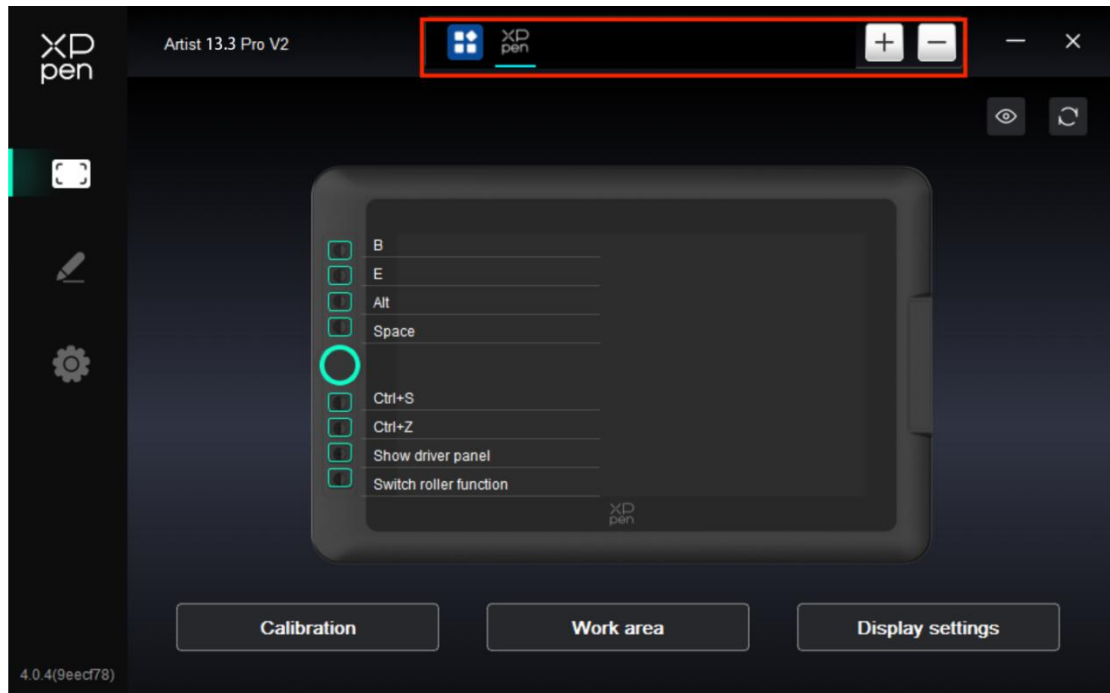 XP
pen
Artist 13.3 Pro V2
XP
pen
B
E
Alt
Space
Ctrl+S
Ctrl+Z
Show driver panel
Switch roller function
XP
pen
Calibration
Work area
Display settings
4.0.4(9eecf78)